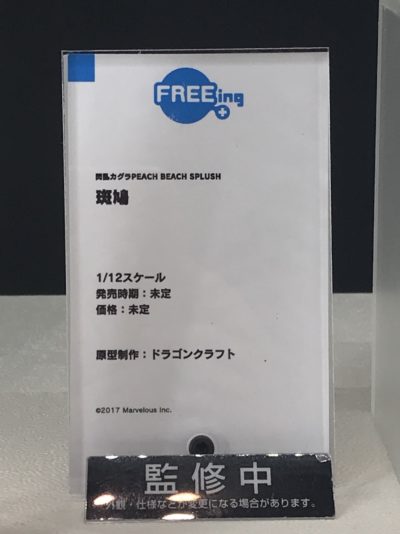 FREEing
閃乱カグラPEACH BEACH SPLUSH
斑鳩
1/12スケール
発売時期：未定
価格：未定
原型制作：ドラゴンクラフト
©2017 Marvelous Inc.
監修中
外観・仕様などが変更になる場合があります。